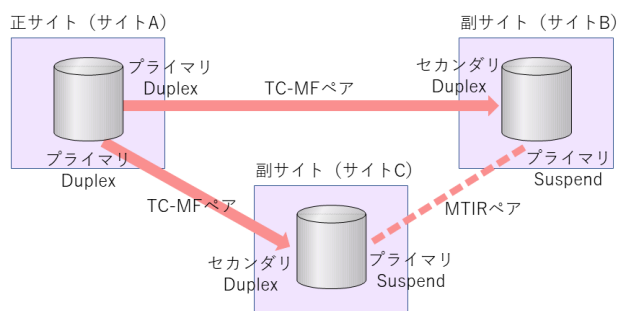 正サイト（サイトA）
副サイト（サイトB）
プライマリ
Duplex
TC-MFペア
セカンダリ
Duplex
プライマリ
Duplex
プライマリ
Suspend
副サイト（サイトC）
TC-MFペア
MTIRペア
セカンダリ
Duplex
プライマリ
Suspend